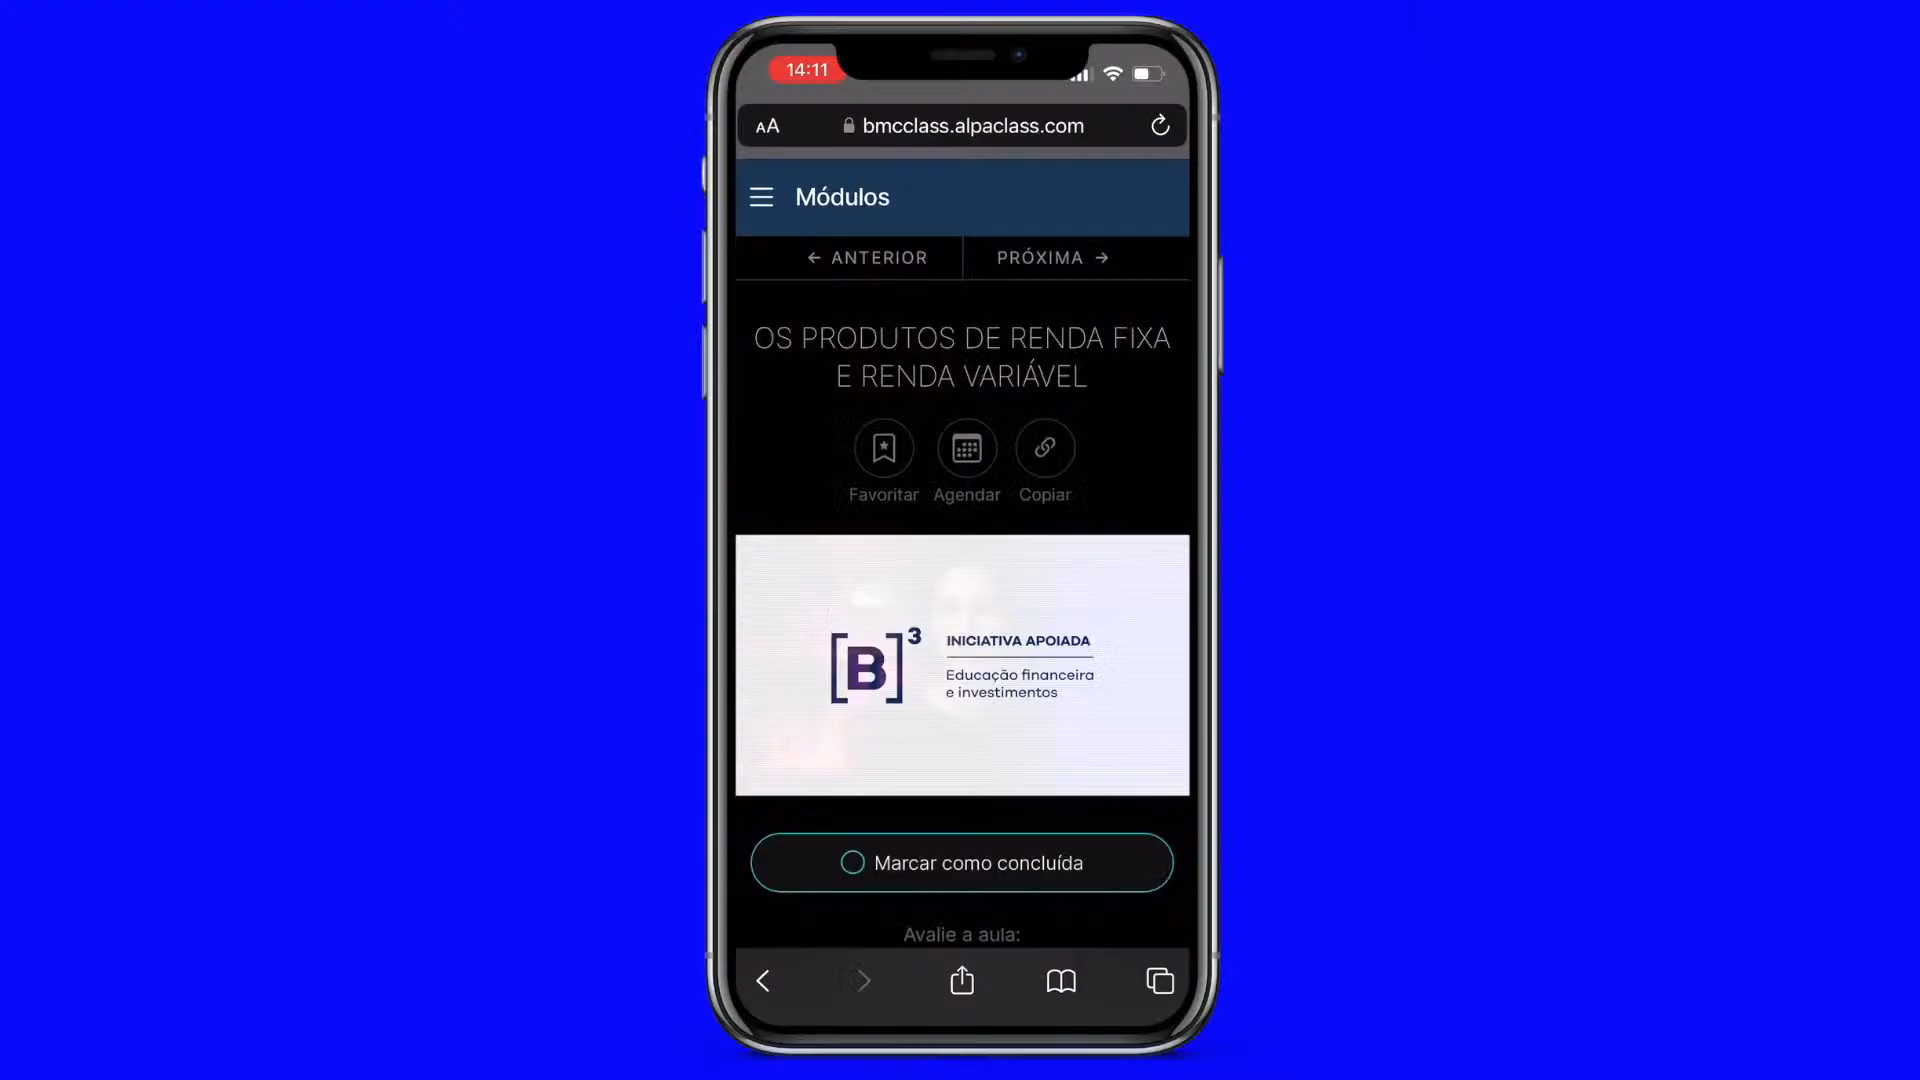 14:11
AA bmcclass.alpaclass.com
Módulos
← ANTERIOR PRÓXIMA →
OS PRODUTOS DE RENDA FIXA
E RENDA VARIÁVEL
Favoritar Agendar Copiar
[B]³ INICIATIVA APOIADA
Educação financeira
e investimentos
Marcar como concluída
Avalie a aula: